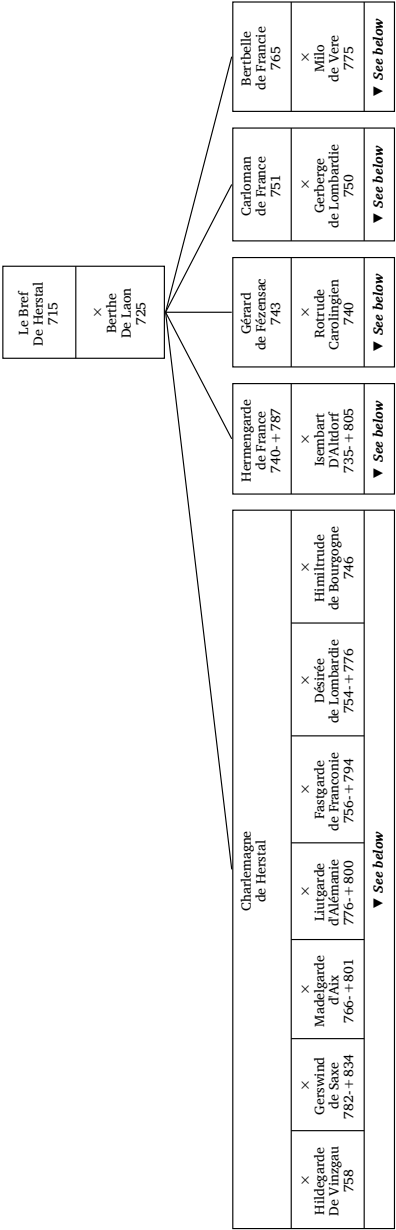 Le Bref
De Herstal
715
×
Berthe
De Laon
725
Charlemagne
de Herstal
×
Hildegarde
De Vinzgau
758
×
Gerswind
de Saxe
782-+834
×
Madelgarde
d'Aix
766-+801
×
Liutgarde
d'Alémanie
776-+800
×
Fastgarde
de Franconie
756-+794
×
Désirée
de Lombardie
754-+776
×
Himiltrude
de Bourgogne
746
▼ See below
Hermengarde
de France
740-+787
×
Isembart
D'Altdorf
735-+805
▼ See below
Gérard
de Fézensac
743
×
Rotrude
Carolingien
740
▼ See below
Carloman
de France
751
×
Gerberge
de Lombardie
750
▼ See below
Bertbelle
de Francie
765
×
Milo
de Vere
775
▼ See below